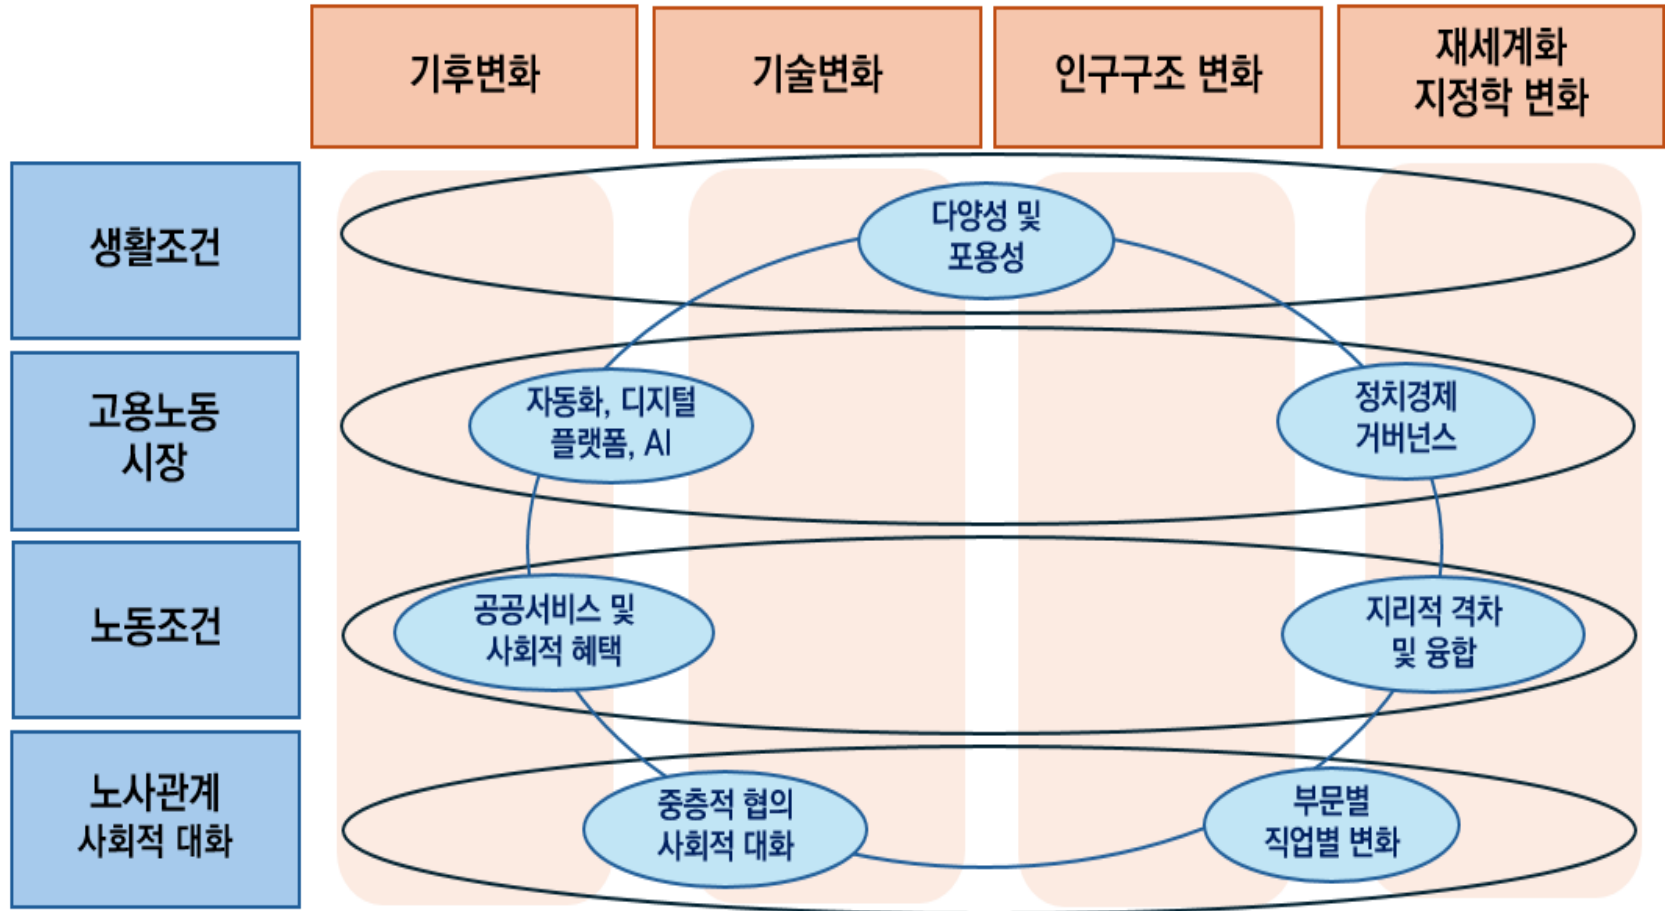 기후변화
기술변화
인구구조 변화
재세계화
지정학 변화
생활조건
다양성 및
포용성
고용노동
시장
자동화, 디지털
플랫폼, AI
정치경제
거버넌스
노동조건
공공서비스 및
사회적 혜택
지리적 격차
및 융합
노사관계
사회적 대화
중층적 협의
사회적 대화
부문별
직업별 변화